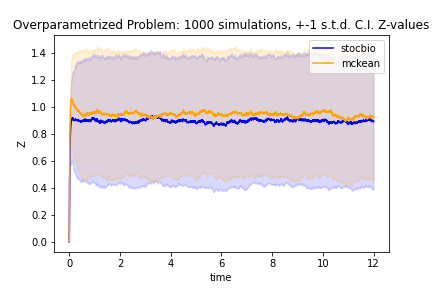 Overparametrized Problem: 1000 simulations, +-1 s.t.d. C.I. Z-values
stocbio
mckean
1.4
1.2
1.0
0.8
0.6
0.4
0.2
0.0
Z
0 2 4 6 8 10 12
time